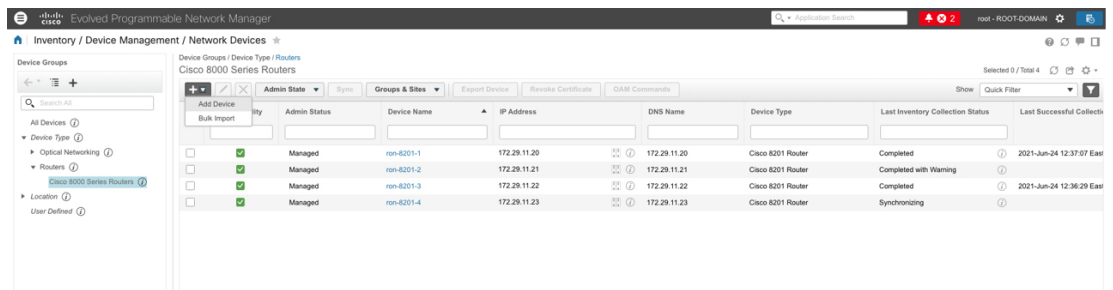 cisco Evolved Programmable Network Manager
Application Search
2
root - ROOT-DOMAIN
Inventory / Device Management / Network Devices
Device Groups
Search All
All Devices
Device Type
Optical Networking
Routers
Cisco 8000 Series Routers
Location
User Defined
Device Groups / Device Type / Routers
Cisco 8000 Series Routers
Selected 0 / Total 4
Admin State Sync Groups & Sites Export Device Revoke Certificate OAM Commands
Show Quick Filter
Add Device
Bulk Import
ility Admin Status Device Name IP Address DNS Name Device Type Last Inventory Collection Status Last Successful Collecti
Managed ron-8201-1 172.29.11.20 172.29.11.20 Cisco 8201 Router Completed 2021-Jun-24 12:37:07 East
Managed ron-8201-2 172.29.11.21 172.29.11.21 Cisco 8201 Router Completed with Warning
Managed ron-8201-3 172.29.11.22 172.29.11.22 Cisco 8201 Router Completed 2021-Jun-24 12:36:29 East
Managed ron-8201-4 172.29.11.23 172.29.11.23 Cisco 8201 Router Synchronizing